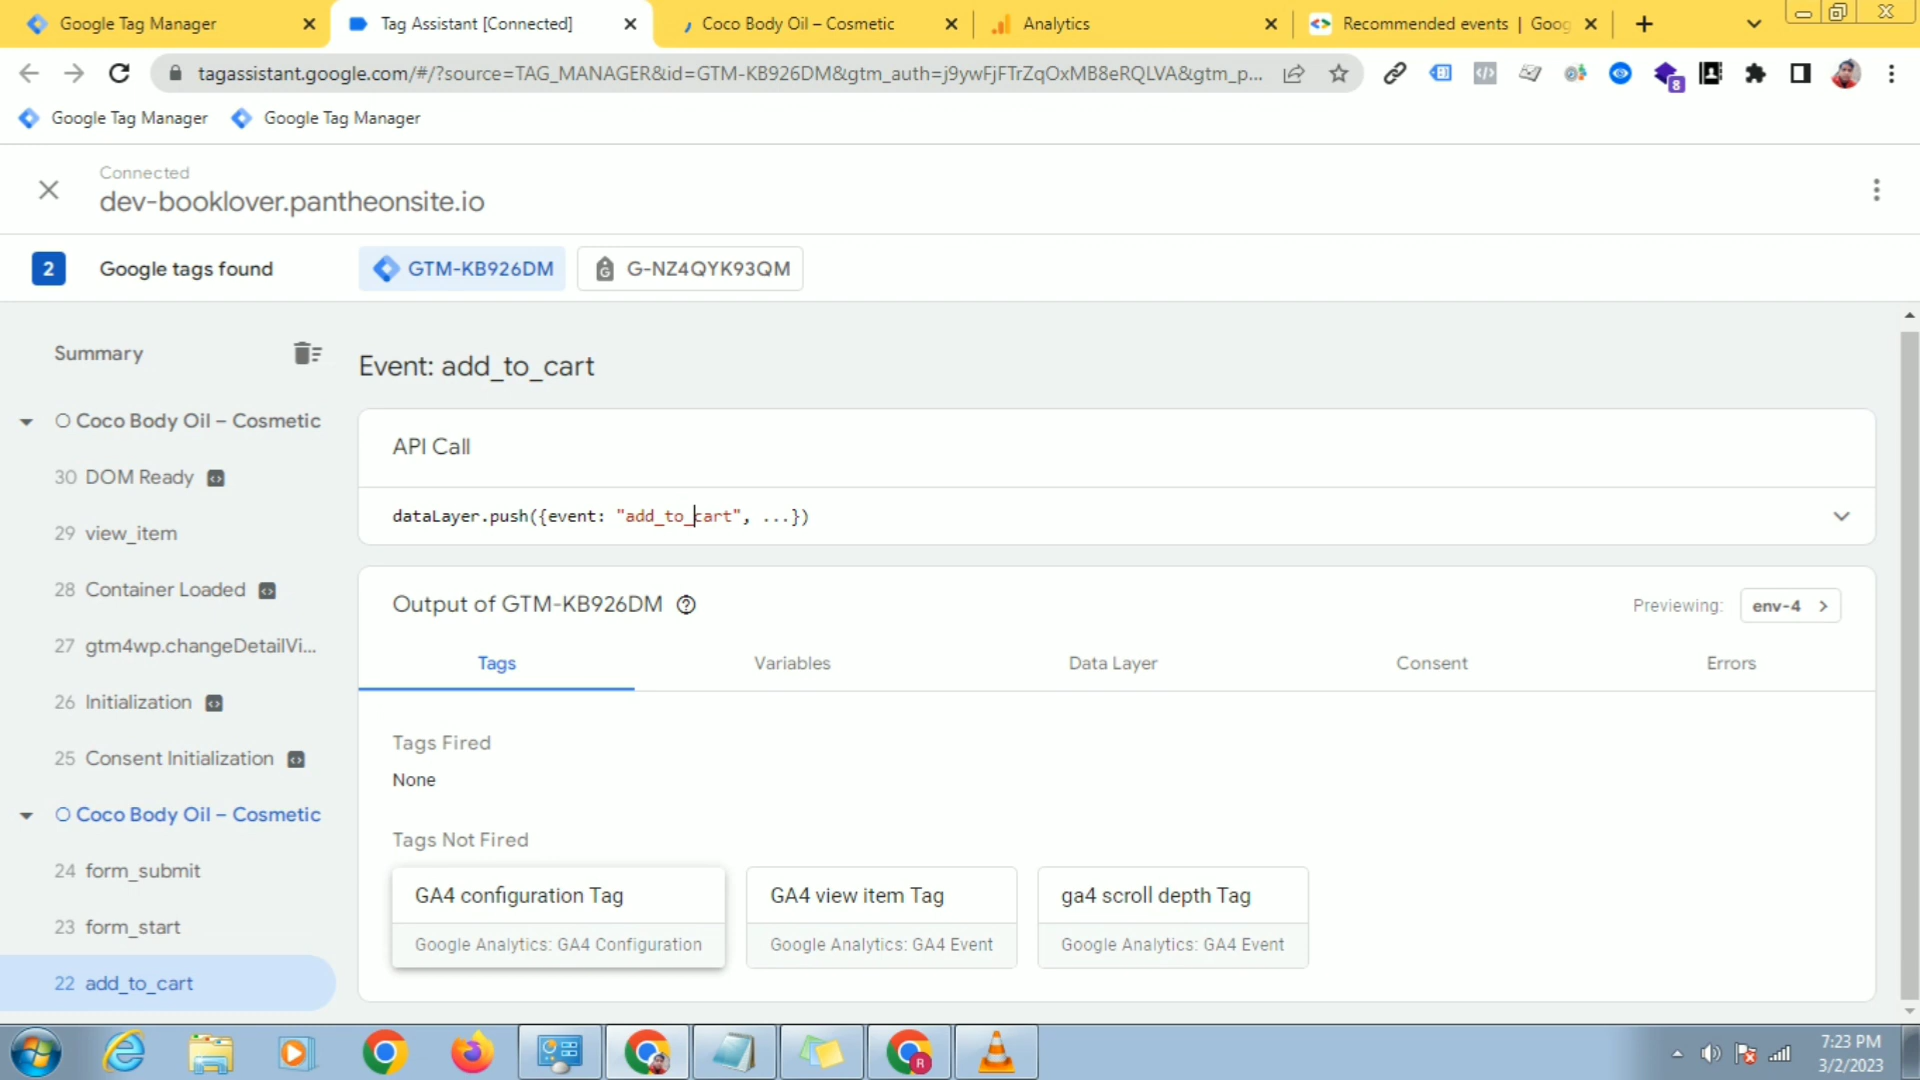 Google Tag Manager
Tag Assistant [Connected]
Coco Body Oil – Cosmetic
Analytics
Recommended events | Goog
tagassistant.google.com/#/?source=TAG_MANAGER&id=GTM-KB926DM&gtm_auth=j9ywFjFTrZqOxMB8eRQLVA&gtm_p...
8
Google Tag Manager
Google Tag Manager
Connected
dev-booklover.pantheonsite.io
2
Google tags found
GTM-KB926DM
G-NZ4QYK93QM
Summary
Coco Body Oil – Cosmetic
30 DOM Ready
29 view_item
28 Container Loaded
27 gtm4wp.changeDetailVi...
26 Initialization
25 Consent Initialization
Coco Body Oil – Cosmetic
24 form_submit
23 form_start
22 add_to_cart
Event: add_to_cart
API Call
dataLayer.push({event: "add_to_cart", ...})
Output of GTM-KB926DM
Previewing:
env-4
Tags
Variables
Data Layer
Consent
Errors
Tags Fired
None
Tags Not Fired
GA4 configuration Tag
Google Analytics: GA4 Configuration
GA4 view item Tag
Google Analytics: GA4 Event
ga4 scroll depth Tag
Google Analytics: GA4 Event
R
7:23 PM
3/2/2023